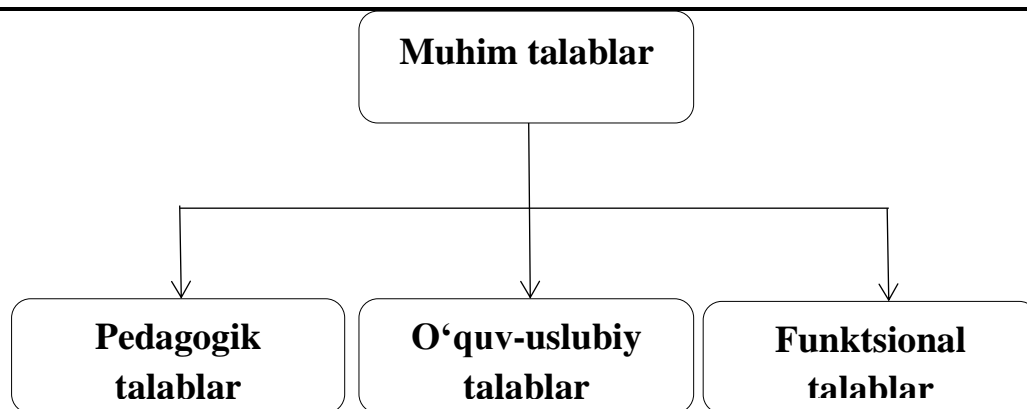 Muhim talablar
Pedagogik
talablar
O‘quv-uslubiy
talablar
Funktsional
talablar